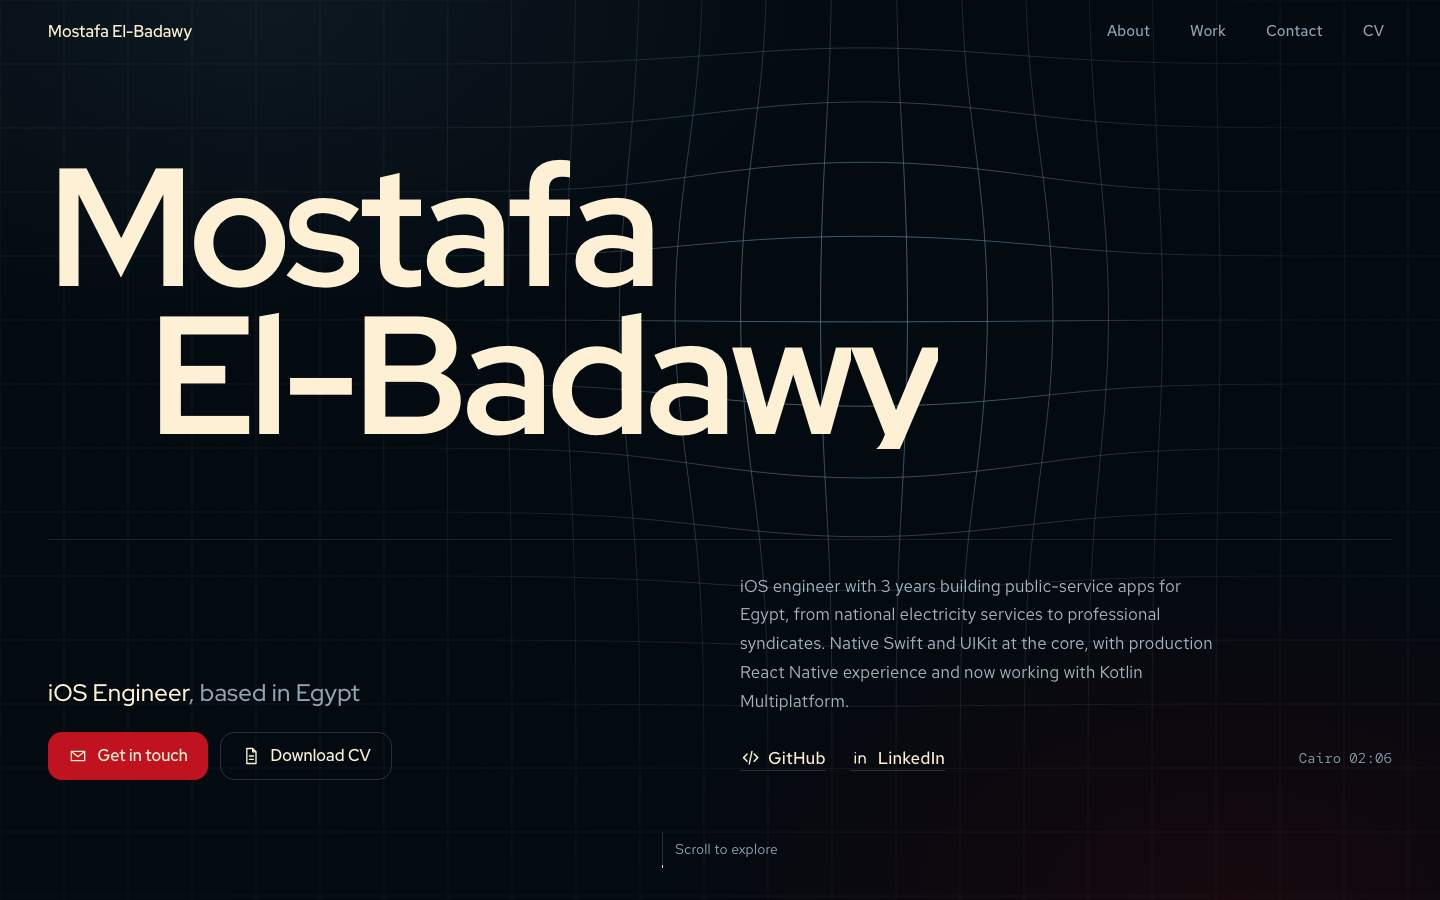 Mostafa El-Badawy
About Work Contact CV
Mostafa
El-Badawy
iOS engineer with 3 years building public-service apps for
Egypt, from national electricity services to professional
syndicates. Native Swift and UIKit at the core, with production
React Native experience and now working with Kotlin
Multiplatform.
iOS Engineer, based in Egypt
Get in touch
Download CV
GitHub
in LinkedIn
Cairo 02:06
Scroll to explore